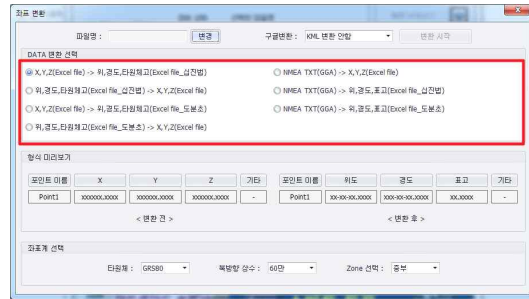 좌표 변환
파일명 : 변경 구글변환 : KML 변환 안함 변환 시작
DATA 변환 선택
X,Y,Z(Excel file) -> 위,경도,타원체고(Excel file_십진법) NMEA TXT(GGA) -> X,Y,Z(Excel file)
위,경도,타원체고(Excel file_십진법) -> X,Y,Z(Excel file) NMEA TXT(GGA) -> 위,경도,표고(Excel file_십진법)
X,Y,Z(Excel file) -> 위,경도,타원체고(Excel file_도분초) NMEA TXT(GGA) -> 위,경도,표고(Excel file_도분초)
위,경도,타원체고(Excel file_도분초) -> X,Y,Z(Excel file)
형식 미리보기
포인트 이름 X Y Z 기타 포인트 이름 위도 경도 표고 기타
Point1 xxxxxx.xxxx xxxxxx.xxxx xxxxxx.xxxx - Point1 xx-xx-xx.xxxx xxx-xx-xx.xxxx xx.xxxx -
< 변환 전 > < 변환 후 >
좌표계 선택
타원체 : GRS80 북방향 상수 : 60만 Zone 선택 : 중부